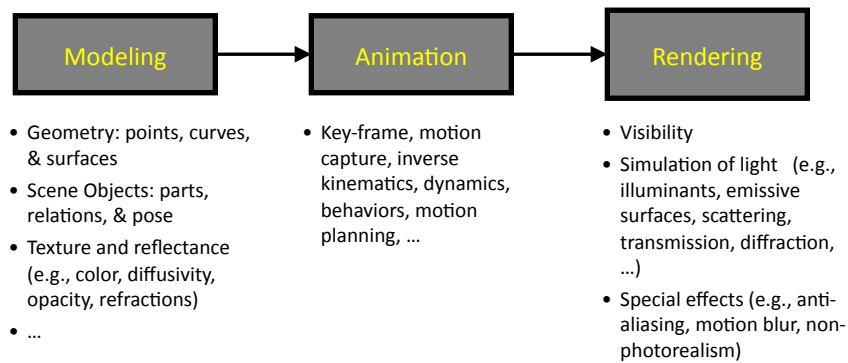 Modeling
Animation
Rendering
• Geometry: points, curves,
& surfaces
• Scene Objects: parts,
relations, & pose
• Texture and reflectance
(e.g., color, diffusivity,
opacity, refractions)
• ...
• Key-frame, motion
capture, inverse
kinematics, dynamics,
behaviors, motion
planning, ...
• Visibility
• Simulation of light (e.g.,
illuminants, emissive
surfaces, scattering,
transmission, diffraction,
...)
• Special effects (e.g., anti-
aliasing, motion blur, non-
photorealism)